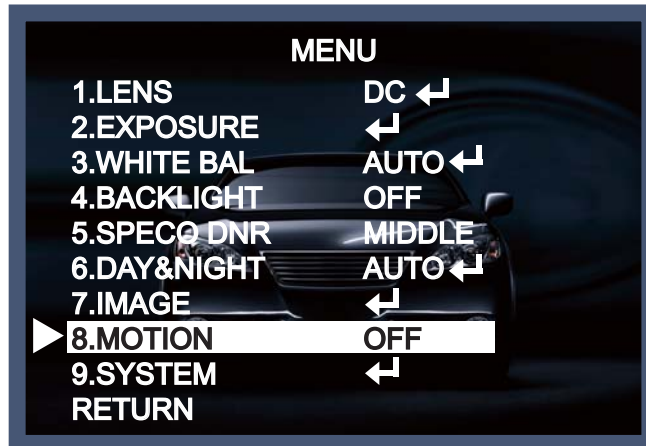 MENU
1.LENS DC ↵
2.EXPOSURE ↵
3.WHITE BAL AUTO ↵
4.BACKLIGHT OFF
5.SPECO DNR MIDDLE
6.DAY&NIGHT AUTO ↵
7.IMAGE ↵
8.MOTION OFF
9.SYSTEM ↵
RETURN